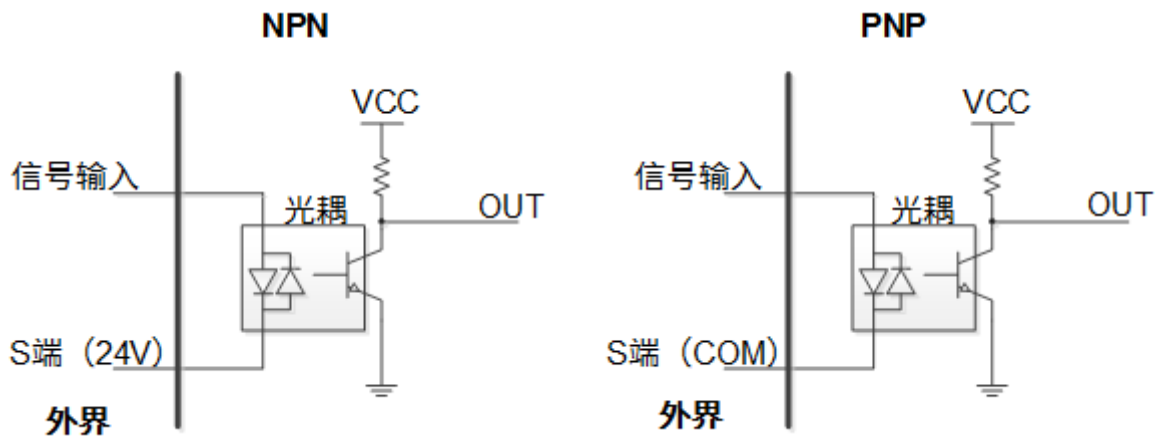 NPN
VCC
信号输入
光耦
OUT
S端（24V）
外界
PNP
VCC
信号输入
光耦
OUT
S端（COM）
外界